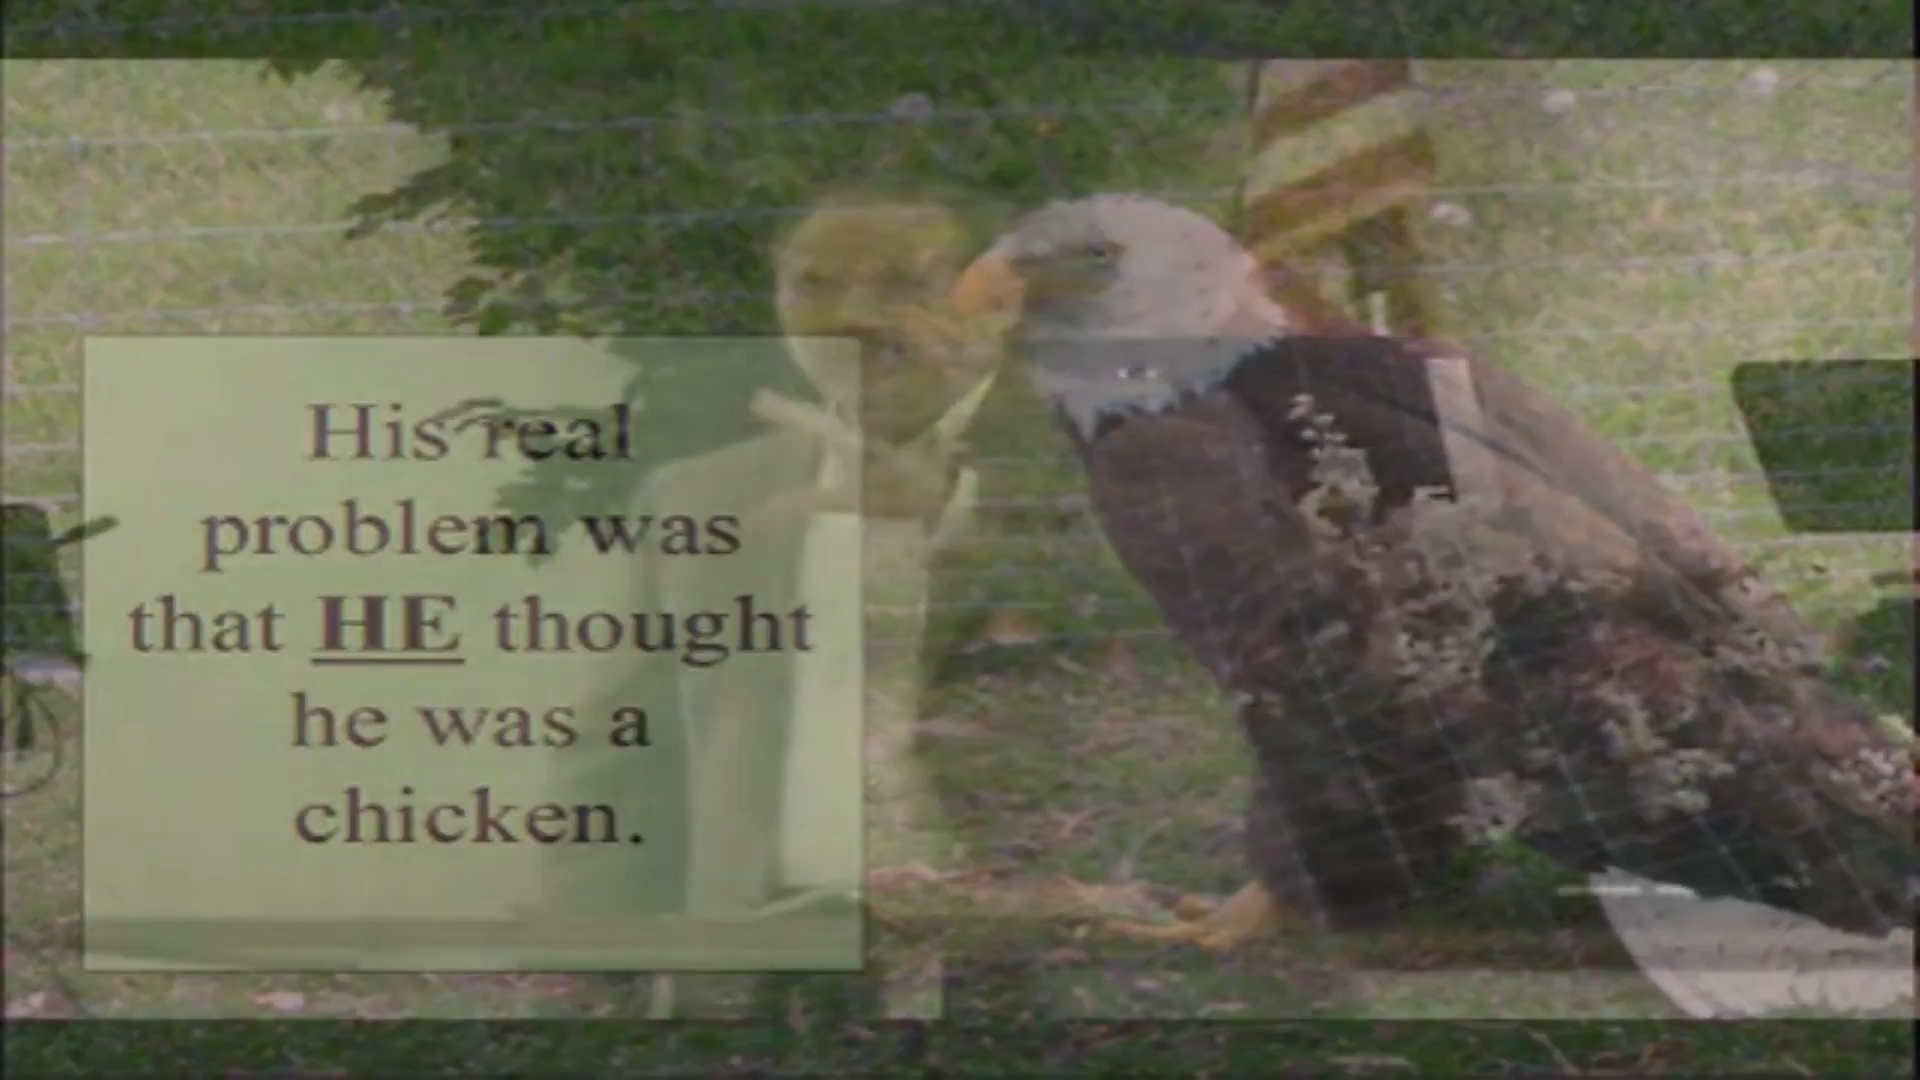 His real
problem was
that HE thought
he was a
chicken.